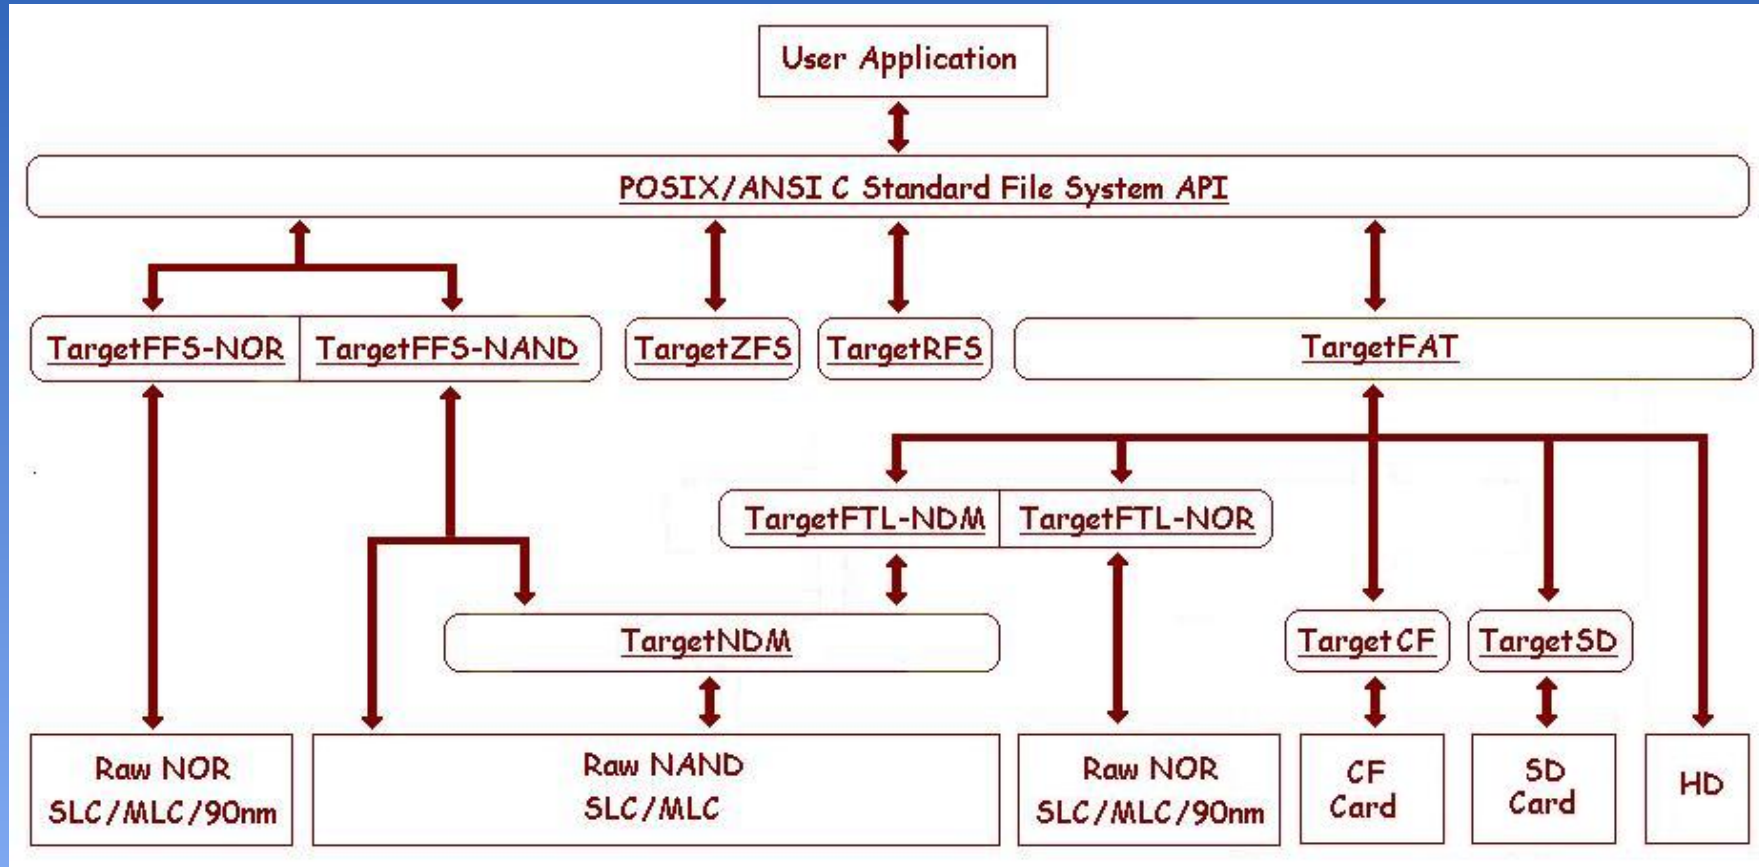 User Application
POSIX/ANSI C Standard File System API
TargetFFS-NOR
TargetFFS-NAND
TargetZFS
TargetRFS
TargetFAT
TargetFTL-NDM
TargetFTL-NOR
TargetNDM
TargetCF
TargetSD
Raw NOR
SLC/MLC/90nm
Raw NAND
SLC/MLC
Raw NOR
SLC/MLC/90nm
CF
Card
SD
Card
HD